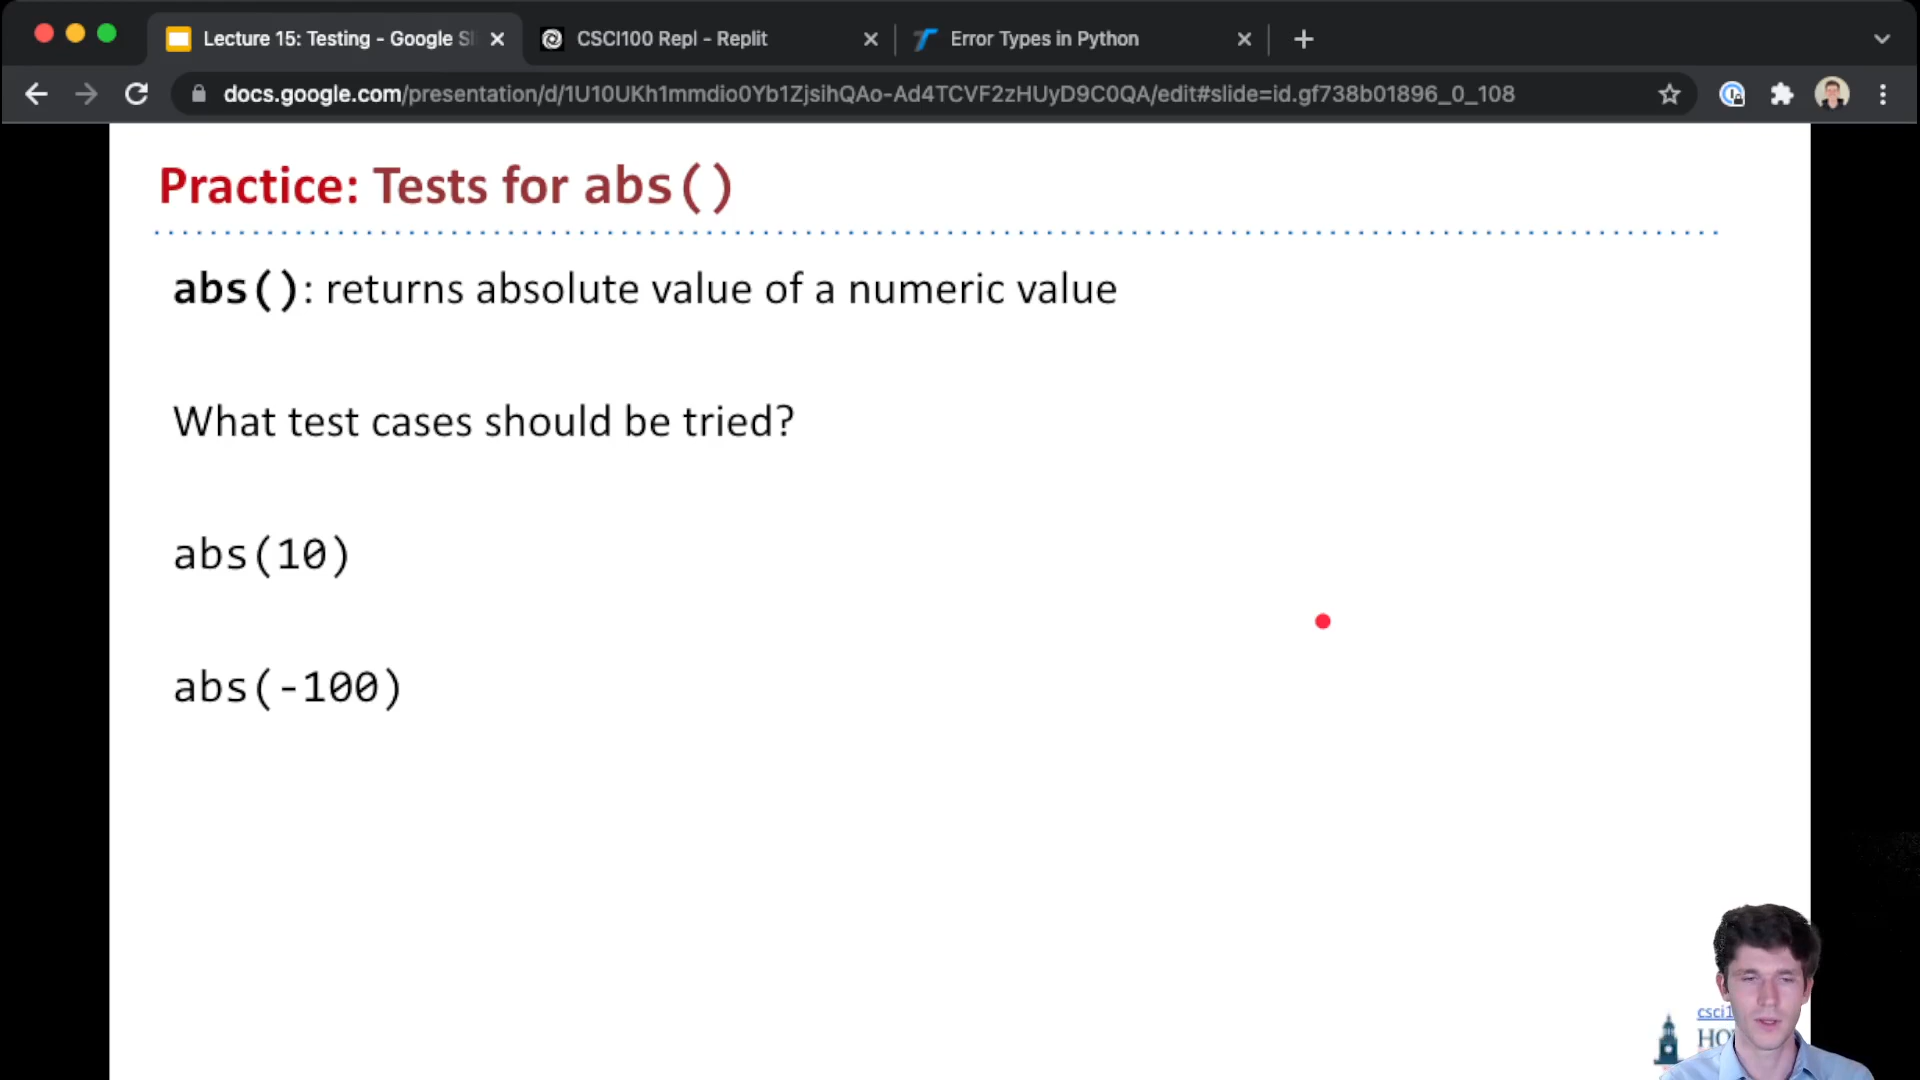 Lecture 15: Testing - Google Sl
CSCI100 Repl - Replit
Error Types in Python
docs.google.com/presentation/d/1U10UKh1mmdio0Yb1ZjsihQAo-Ad4TCVF2zHUyD9C0QA/edit#slide=id.gf738b01896_0_108
Practice: Tests for abs()
abs(): returns absolute value of a numeric value
What test cases should be tried?
abs(10)
abs(-100)
csci1
HO